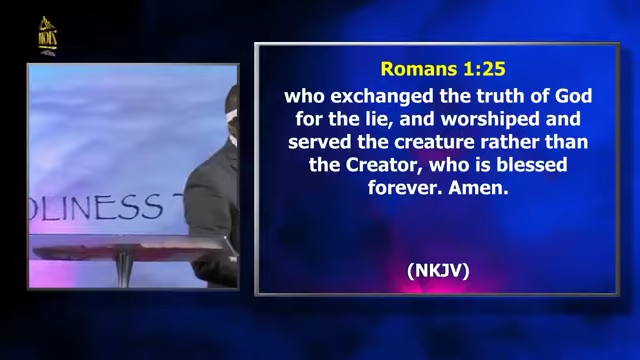 Romans 1:25
who exchanged the truth of God
for the lie, and worshiped and
served the creature rather than
the Creator, who is blessed
forever. Amen.
(NKJV)